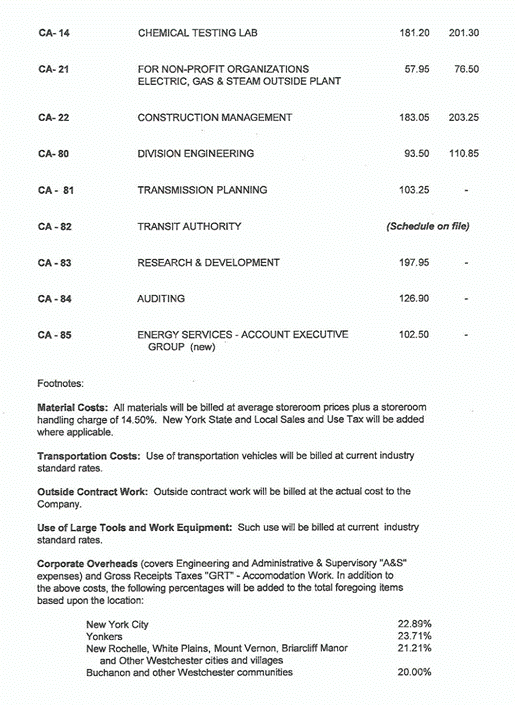 CA- 14 CHEMICAL TESTING LAB 181.20 201.30
CA- 21 FOR NON-PROFIT ORGANIZATIONS 57.95 76.50
ELECTRIC, GAS & STEAM OUTSIDE PLANT
CA- 22 CONSTRUCTION MANAGEMENT 183.05 203.25
CA- 80 DIVISION ENGINEERING 93.50 110.85
CA - 81 TRANSMISSION PLANNING 103.25 -
CA - 82 TRANSIT AUTHORITY (Schedule on file)
CA - 83 RESEARCH & DEVELOPMENT 197.95 -
CA - 84 AUDITING 126.90 -
CA - 85 ENERGY SERVICES - ACCOUNT EXECUTIVE 102.50 -
GROUP (new)
Footnotes:
Material Costs: All materials will be billed at average storeroom prices plus a storeroom
handling charge of 14.50%. New York State and Local Sales and Use Tax will be added
where applicable.
Transportation Costs: Use of transportation vehicles will be billed at current industry
standard rates.
Outside Contract Work: Outside contract work will be billed at the actual cost to the
Company.
Use of Large Tools and Work Equipment: Such use will be billed at current industry
standard rates.
Corporate Overheads (covers Engineering and Administrative & Supervisory "A&S"
expenses) and Gross Receipts Taxes "GRT" - Accomodation Work. In addition to
the above costs, the following percentages will be added to the total foregoing items
based upon the location:
New York City 22.89%
Yonkers 23.71%
New Rochelle, White Plains, Mount Vernon, Briarcliff Manor 21.21%
and Other Westchester cities and villages
Buchanon and other Westchester communities 20.00%